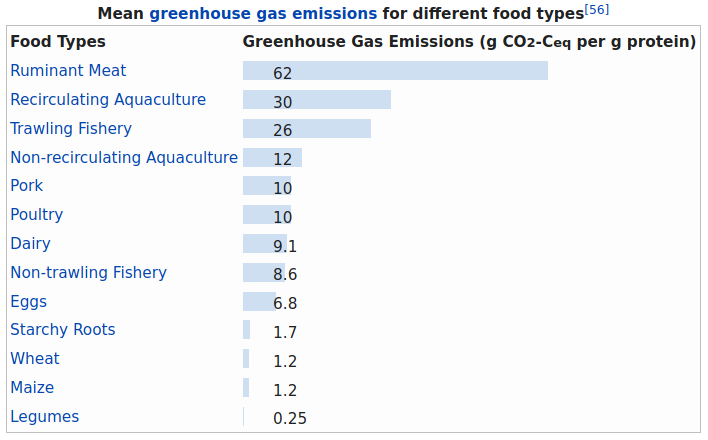 Mean greenhouse gas emissions for different food types[56]
Food Types Greenhouse Gas Emissions (g CO2-Ceq per g protein)
Ruminant Meat 62
Recirculating Aquaculture 30
Trawling Fishery 26
Non-recirculating Aquaculture 12
Pork 10
Poultry 10
Dairy 9.1
Non-trawling Fishery 8.6
Eggs 6.8
Starchy Roots 1.7
Wheat 1.2
Maize 1.2
Legumes 0.25